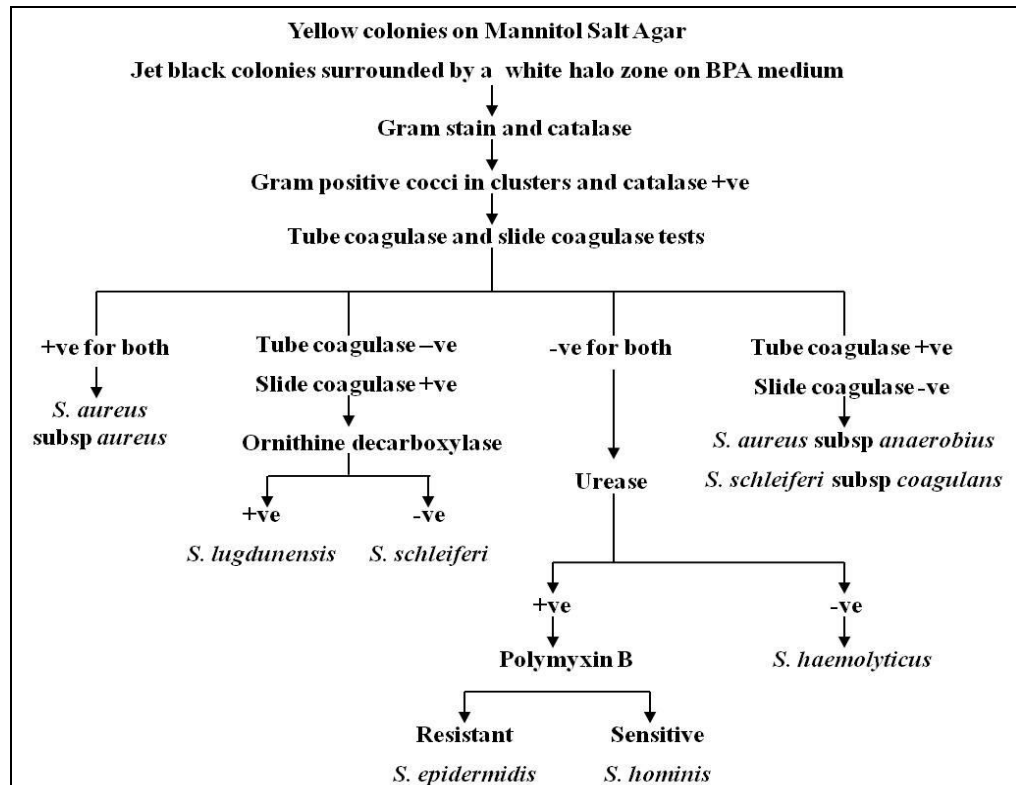 Yellow colonies on Mannitol Salt Agar
Jet black colonies surrounded by a white halo zone on BPA medium
Gram stain and catalase
Gram positive cocci in clusters and catalase +ve
Tube coagulase and slide coagulase tests
+ve for both
S. aureus
subsp aureus
Tube coagulase –ve
Slide coagulase +ve
Ornithine decarboxylase
+ve
S. lugdunensis
-ve
S. schleiferi
-ve for both
Urease
+ve
Polymyxin B
Resistant
S. epidermidis
Sensitive
S. hominis
-ve
S. haemolyticus
Tube coagulase +ve
Slide coagulase -ve
S. aureus subsp anaerobius
S. schleiferi subsp coagulans